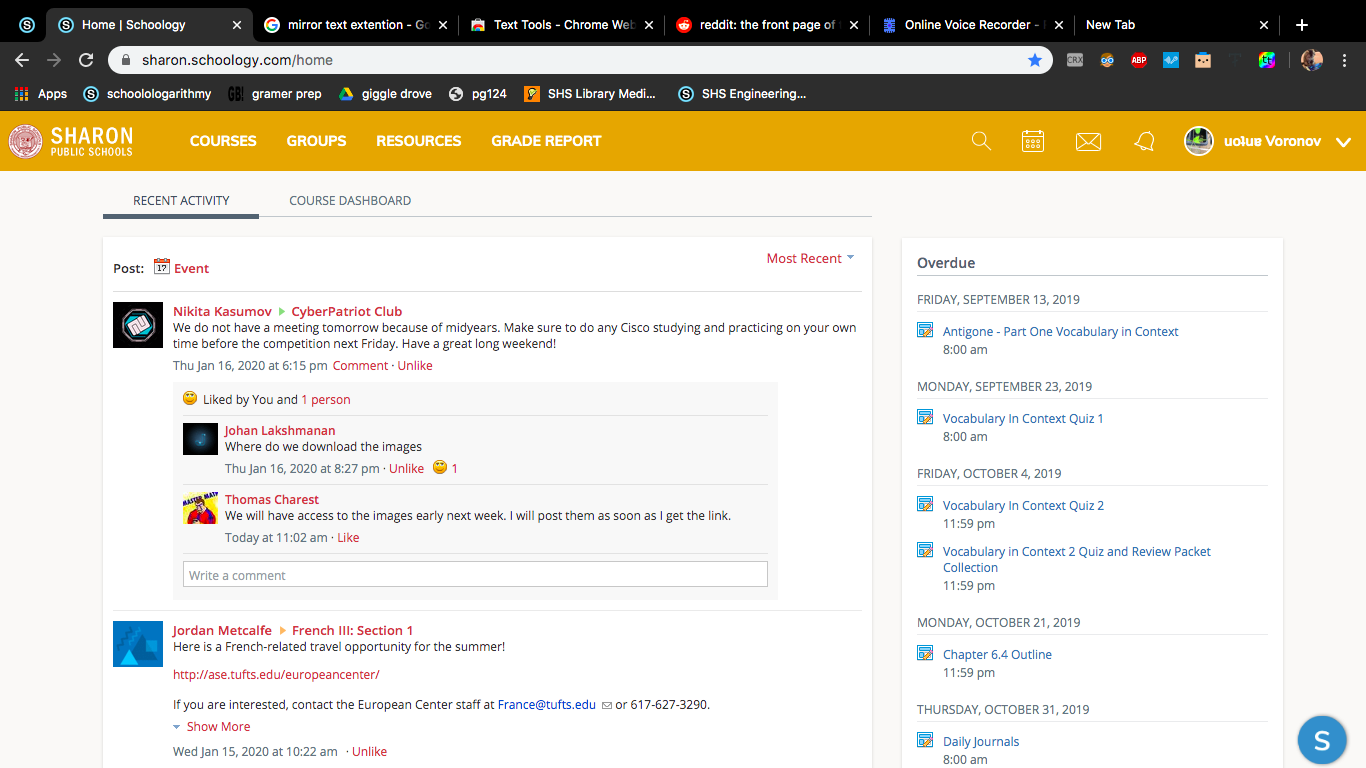 Home | Schoology
mirror text extention - Go
Text Tools - Chrome Web
reddit: the front page of
Online Voice Recorder -
New Tab
sharon.schoology.com/home
CRX
ABP
Apps
schoolologarithmy
GB!
gramer prep
giggle drove
pg124
SHS Library Medi...
SHS Engineering...
SHARON
PUBLIC SCHOOLS
COURSES
GROUPS
RESOURCES
GRADE REPORT
uoʇuɐ Voronov
RECENT ACTIVITY
COURSE DASHBOARD
Post:
17
Event
Most Recent
Nikita Kasumov CyberPatriot Club
We do not have a meeting tomorrow because of midyears. Make sure to do any Cisco studying and practicing on your own
time before the competition next Friday. Have a great long weekend!
Thu Jan 16, 2020 at 6:15 pm Comment · Unlike
Liked by You and 1 person
Johan Lakshmanan
Where do we download the images
Thu Jan 16, 2020 at 8:27 pm · Unlike 1
MASTER MATH
Thomas Charest
We will have access to the images early next week. I will post them as soon as I get the link.
Today at 11:02 am · Like
Write a comment
Jordan Metcalfe French III: Section 1
Here is a French-related travel opportunity for the summer!
http://ase.tufts.edu/europeancenter/
If you are interested, contact the European Center staff at France@tufts.edu or 617-627-3290.
Show More
Wed Jan 15, 2020 at 10:22 am · Unlike
Overdue
FRIDAY, SEPTEMBER 13, 2019
Antigone - Part One Vocabulary in Context
8:00 am
MONDAY, SEPTEMBER 23, 2019
Vocabulary In Context Quiz 1
8:00 am
FRIDAY, OCTOBER 4, 2019
Vocabulary In Context Quiz 2
11:59 pm
Vocabulary in Context 2 Quiz and Review Packet
Collection
11:59 pm
MONDAY, OCTOBER 21, 2019
Chapter 6.4 Outline
11:59 pm
THURSDAY, OCTOBER 31, 2019
Daily Journals
8:00 am
S